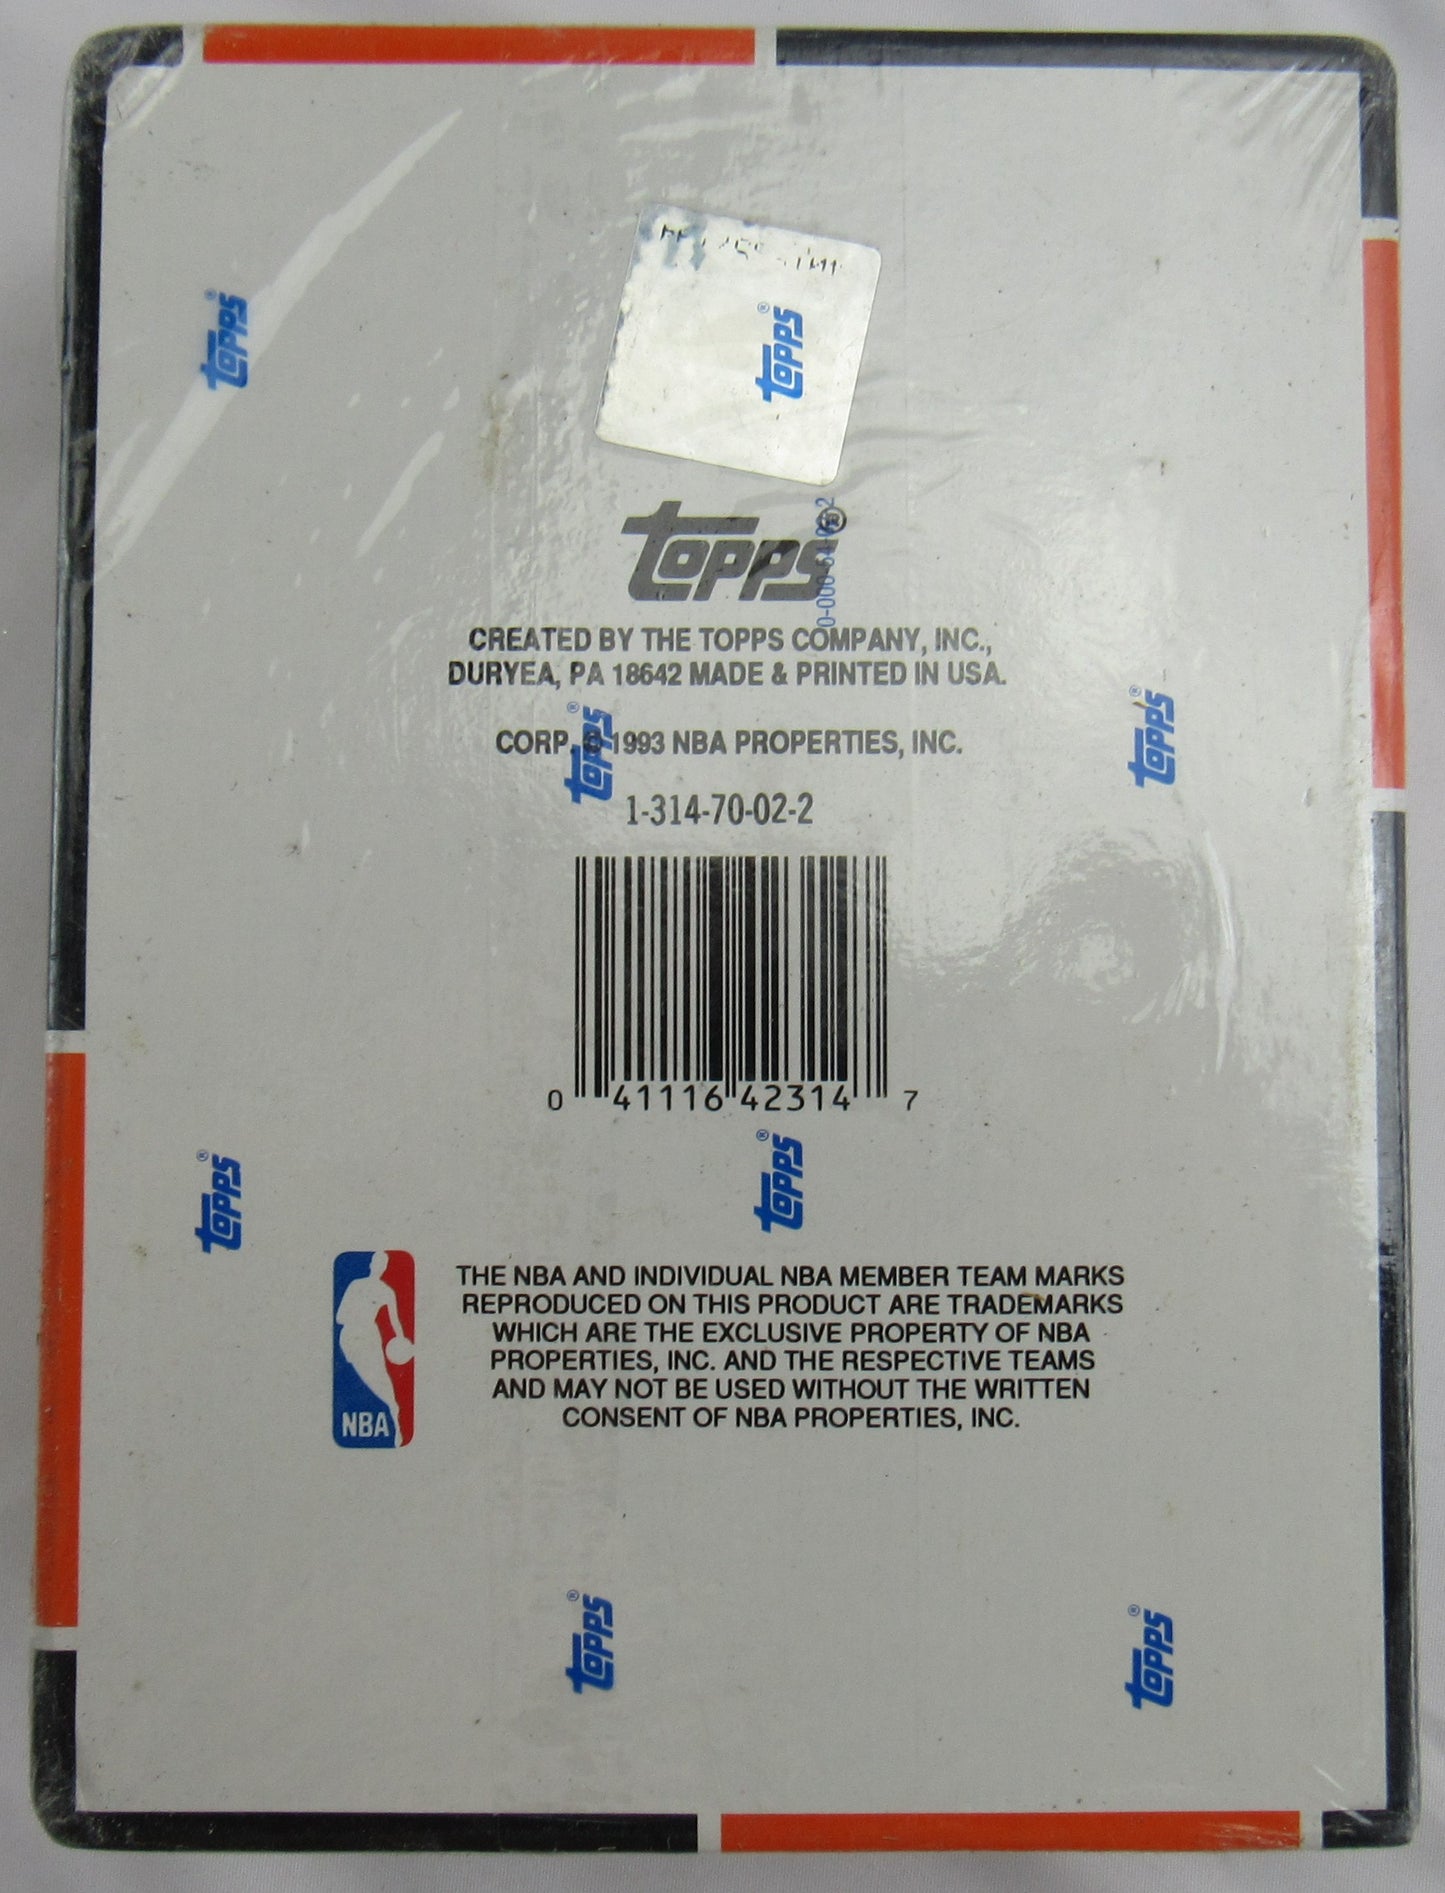 topps®
topps®
topps®
CREATED BY THE TOPPS COMPANY, INC.,
DURYEA, PA 18642 MADE & PRINTED IN USA.
topps®
topps®
CORP. © 1993 NBA PROPERTIES, INC.
1-314-70-02-2
0 41116 42314 7
topps®
topps®
NBA
THE NBA AND INDIVIDUAL NBA MEMBER TEAM MARKS
REPRODUCED ON THIS PRODUCT ARE TRADEMARKS
WHICH ARE THE EXCLUSIVE PROPERTY OF NBA
PROPERTIES, INC. AND THE RESPECTIVE TEAMS
AND MAY NOT BE USED WITHOUT THE WRITTEN
CONSENT OF NBA PROPERTIES, INC.
topps®
topps®